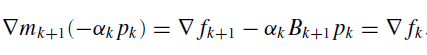 ∇m_{k+1}(−α_k p_k) = ∇f_{k+1} − α_k B_{k+1} p_k = ∇f_k.